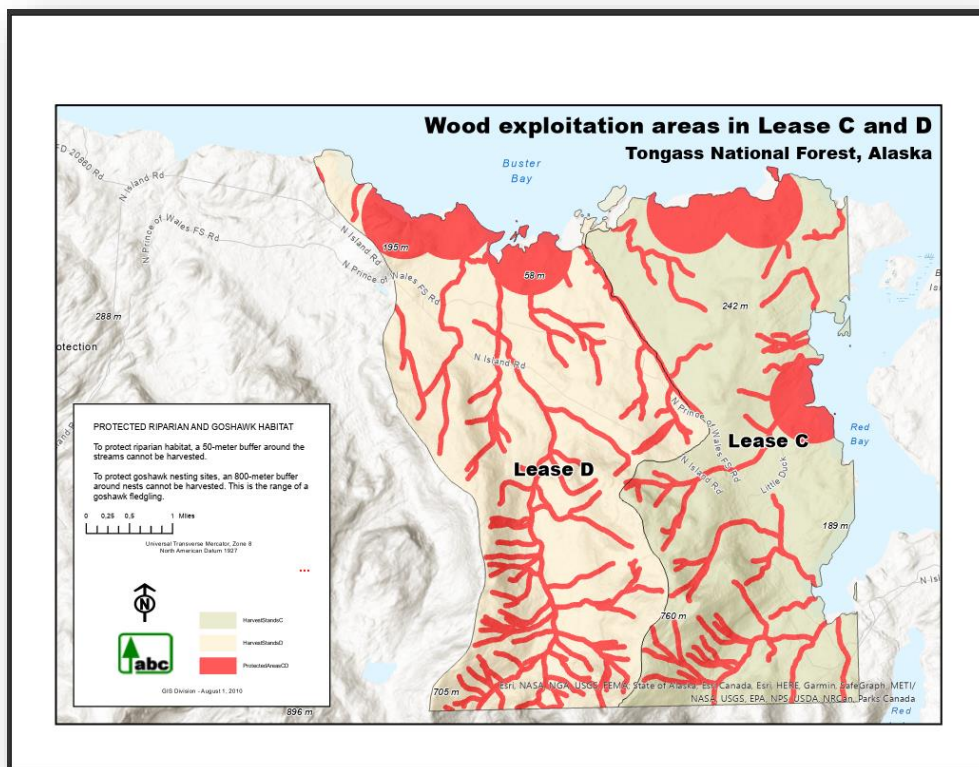 Wood exploitation areas in Lease C and D
Tongass National Forest, Alaska
Buster
Bay
FD-20860 Rd
N Island Rd
N Prince of Wales FS Rd
N Island Rd
N Prince of Wales FS Rd
195 m
58 m
242 m
288 m
otection
N Island Rd
N Prince of Wales FS Rd
N Island Rd
Little Duck
Lease D
Lease C
Red
Bay
189 m
760 m
705 m
896 m
N Isl
B
Isl
Red
PROTECTED RIPARIAN AND GOSHAWK HABITAT
To protect riparian habitat, a 50-meter buffer around the
streams cannot be harvested.
To protect goshawk nesting sites, an 800-meter buffer
around nests cannot be harvested. This is the range of a
goshawk fledgling.
0 0,25 0,5 1 Miles
Universal Transverse Mercator, Zone 8
North American Datum 1927
N
HarvestStandsC
HarvestStandsD
ProtectedAreasCD
abc
GIS Division - August 1, 2010
Esri, NASA, NGA, USGS, FEMA, State of Alaska, Esri Canada, Esri, HERE, Garmin, SafeGraph, METI/
NASA, USGS, EPA, NPS, USDA, NRCan, Parks Canada